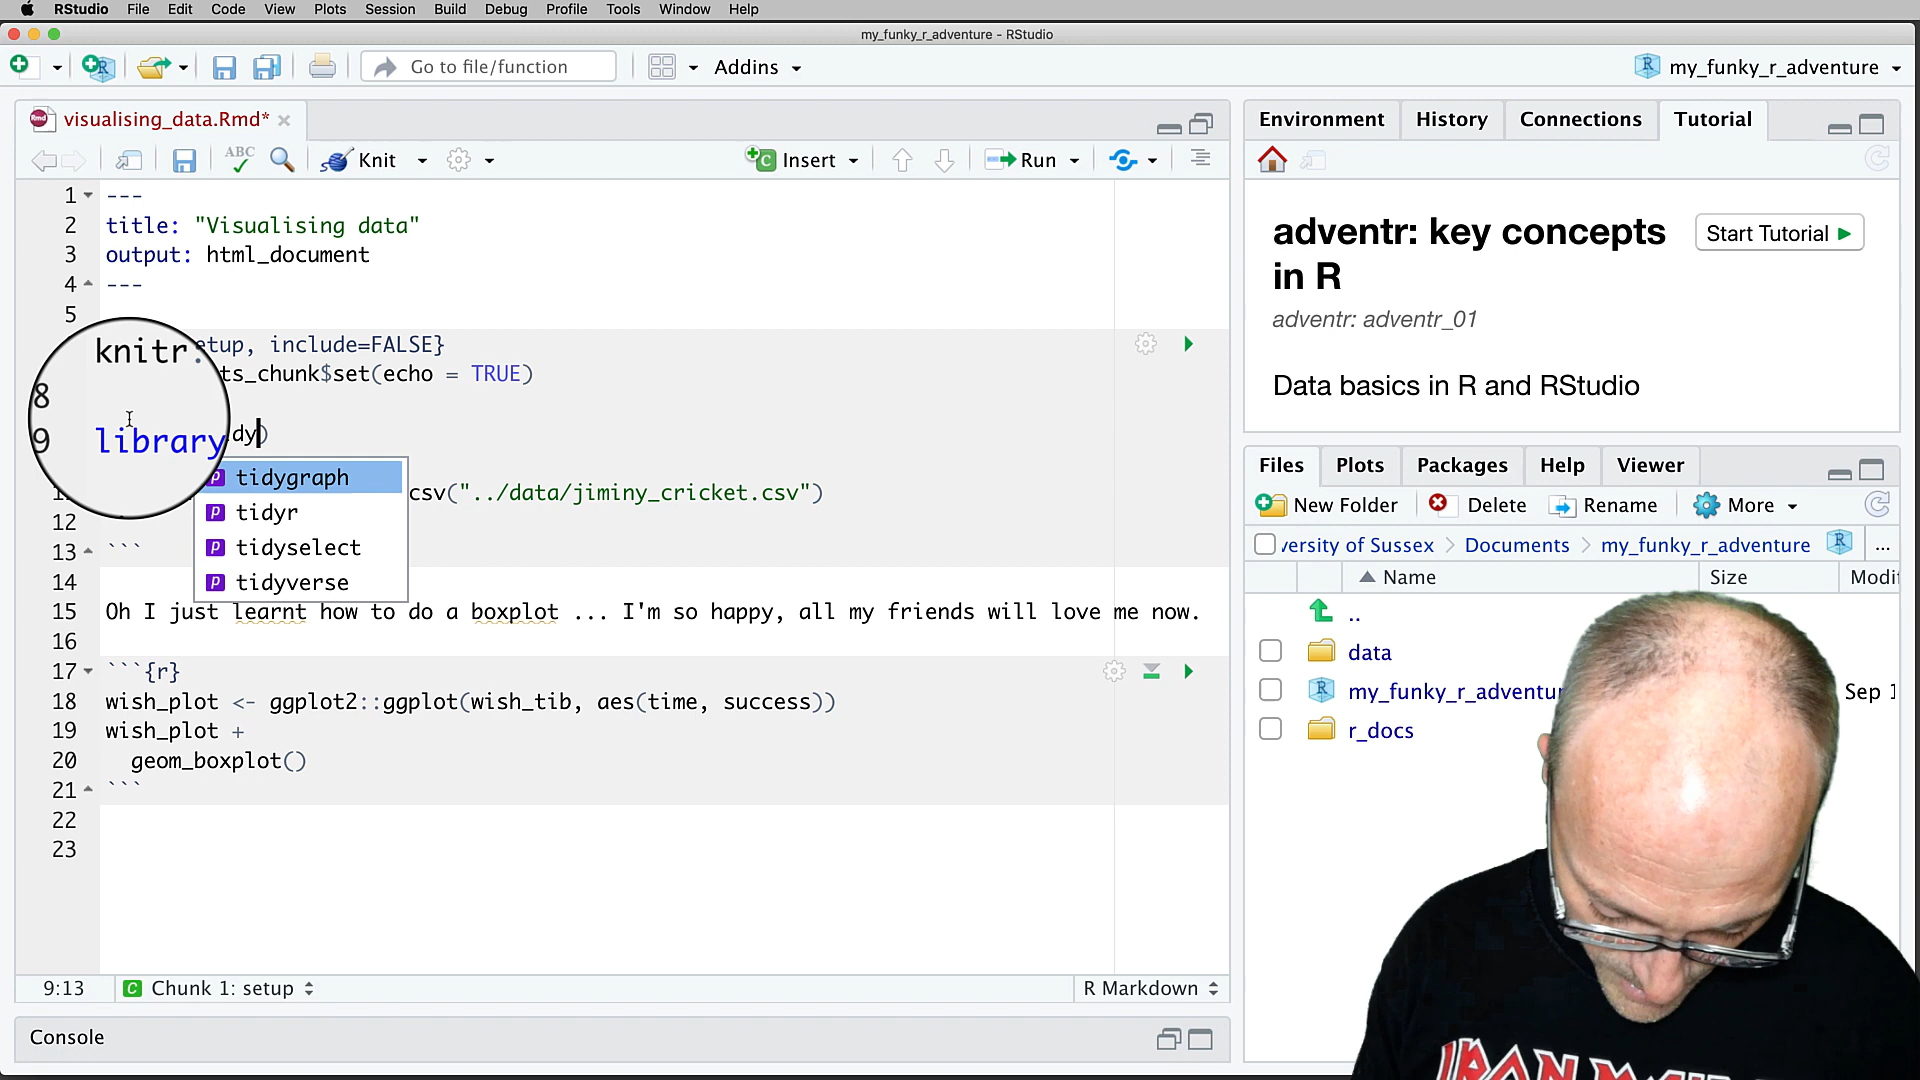 RStudio File Edit Code View Plots Session Build Debug Profile Tools Window Help
my_funky_r_adventure - RStudio
Go to file/function
Addins
my_funky_r_adventure
visualising_data.Rmd*
ABC
Knit
Insert
Run
1 ---
2 title: "Visualising data"
3 output: html_document
4 ---
5
etup, include=FALSE}
knitr:
ts_chunk$set(echo = TRUE)
8
9 library
dy)
tidygraph
csv("../data/jiminy_cricket.csv")
tidyr
12
tidyselect
13 ```
tidyverse
14
15 Oh I just learnt how to do a boxplot ... I'm so happy, all my friends will love me now.
16
17 ```{r}
18 wish_plot <- ggplot2::ggplot(wish_tib, aes(time, success))
19 wish_plot +
20 geom_boxplot()
21 ```
22
23
9:13 Chunk 1: setup R Markdown
Console
Environment History Connections Tutorial
adventr: key concepts in R
Start Tutorial
adventr: adventr_01
Data basics in R and RStudio
Files Plots Packages Help Viewer
New Folder Delete Rename More
versity of Sussex > Documents > my_funky_r_adventure ...
Name Size Modi
..
data
my_funky_r_adventur Sep 1
r_docs
IRON